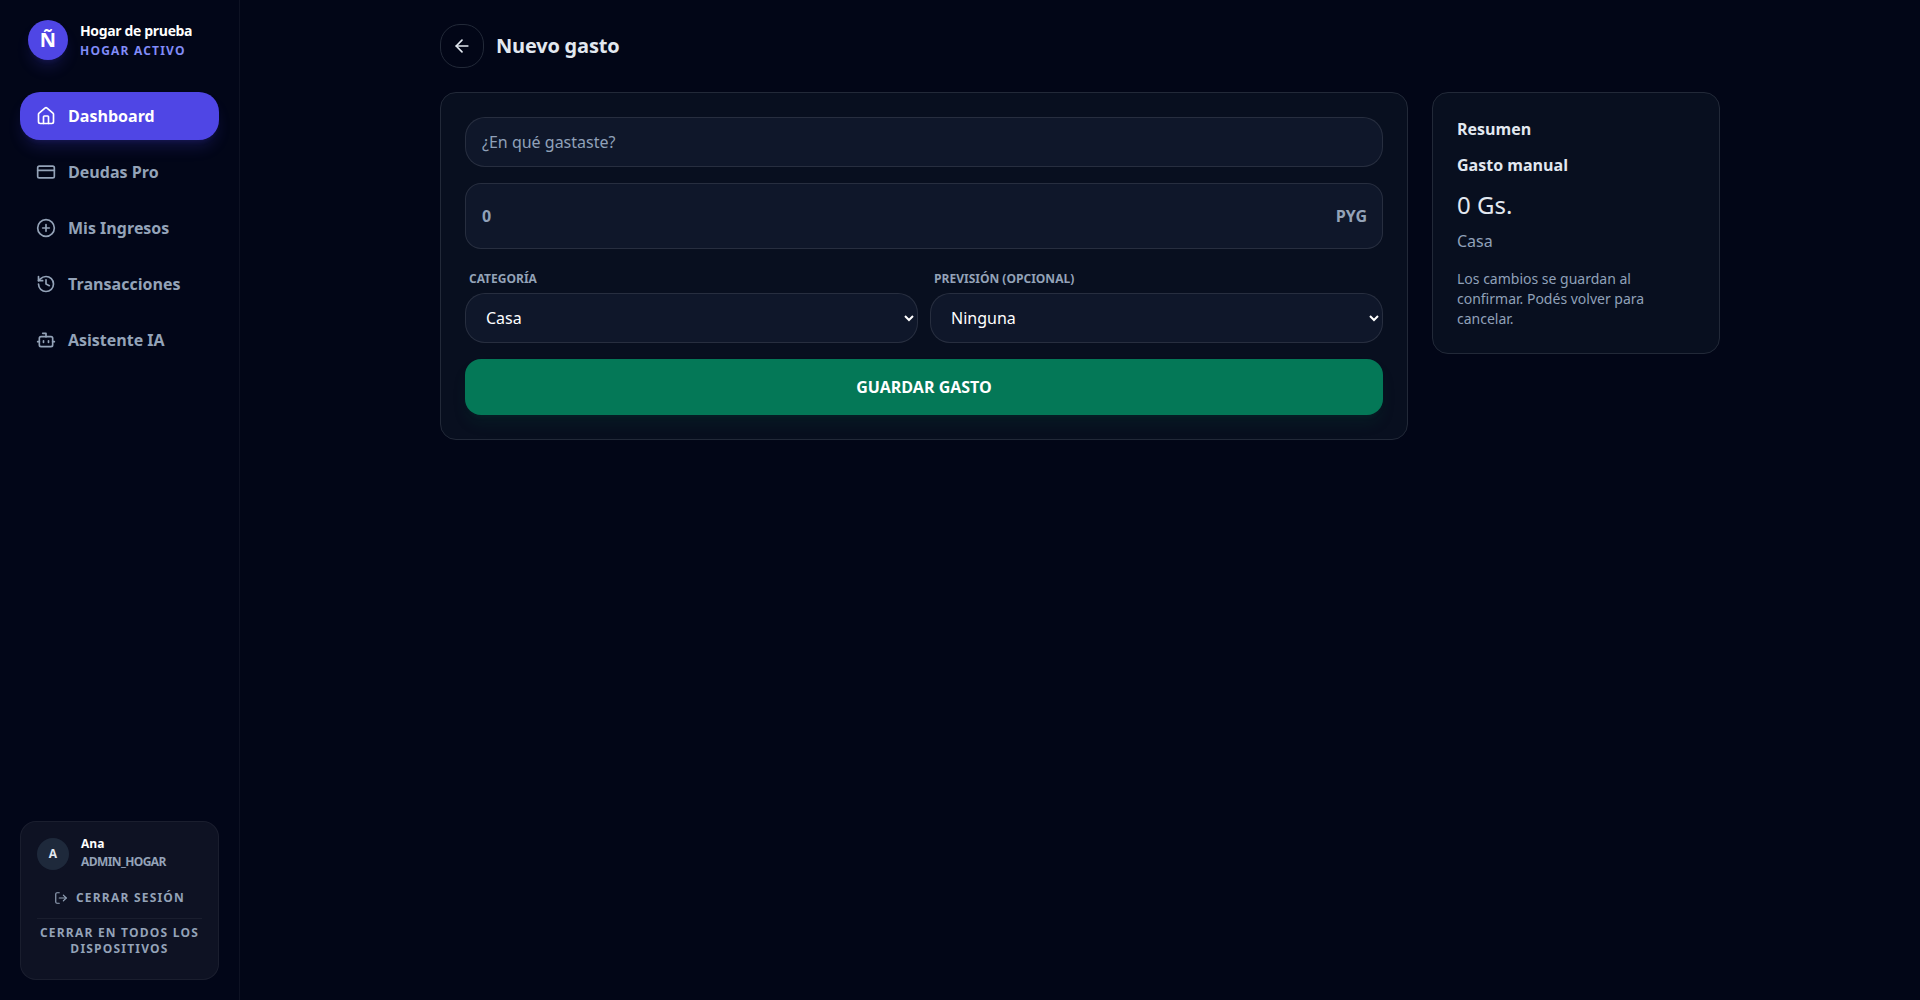 Ñ
Hogar de prueba
HOGAR ACTIVO
Dashboard
Deudas Pro
Mis Ingresos
Transacciones
Asistente IA
A
Ana
ADMIN_HOGAR
CERRAR SESIÓN
CERRAR EN TODOS LOS
DISPOSITIVOS
Nuevo gasto
¿En qué gastaste?
0
PYG
CATEGORÍA
Casa
PREVISIÓN (OPCIONAL)
Ninguna
GUARDAR GASTO
Resumen
Gasto manual
0 Gs.
Casa
Los cambios se guardan al
confirmar. Podés volver para
cancelar.